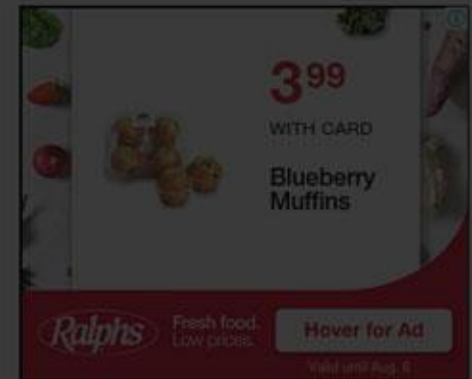 3 99
WITH CARD
Blueberry
Muffins
Ralphs
Fresh food.
Low prices.
Hover for Ad
Valid until Aug. 6